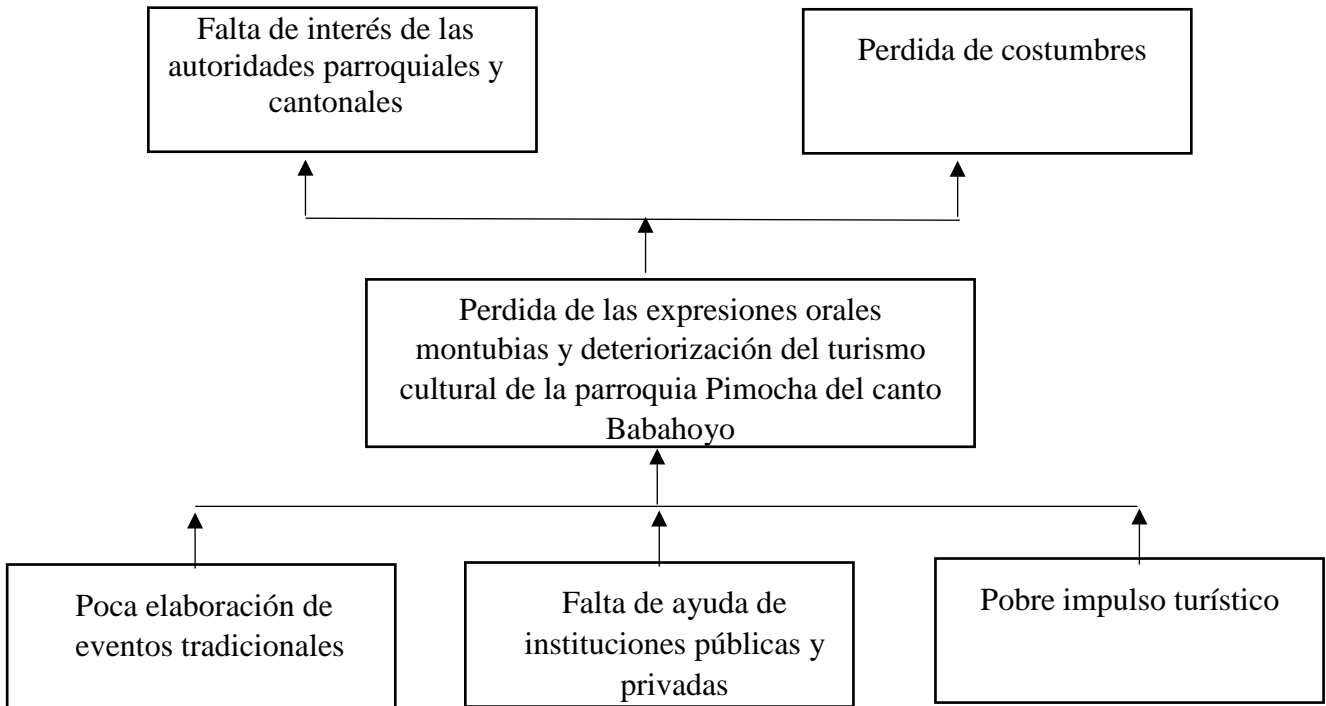 Falta de interés de las
autoridades parroquiales y
cantonales
Perdida de costumbres
Perdida de las expresiones orales
montubias y deteriorización del turismo
cultural de la parroquia Pimocha del canto
Babahoyo
Poca elaboración de
eventos tradicionales
Falta de ayuda de
instituciones públicas y
privadas
Pobre impulso turístico